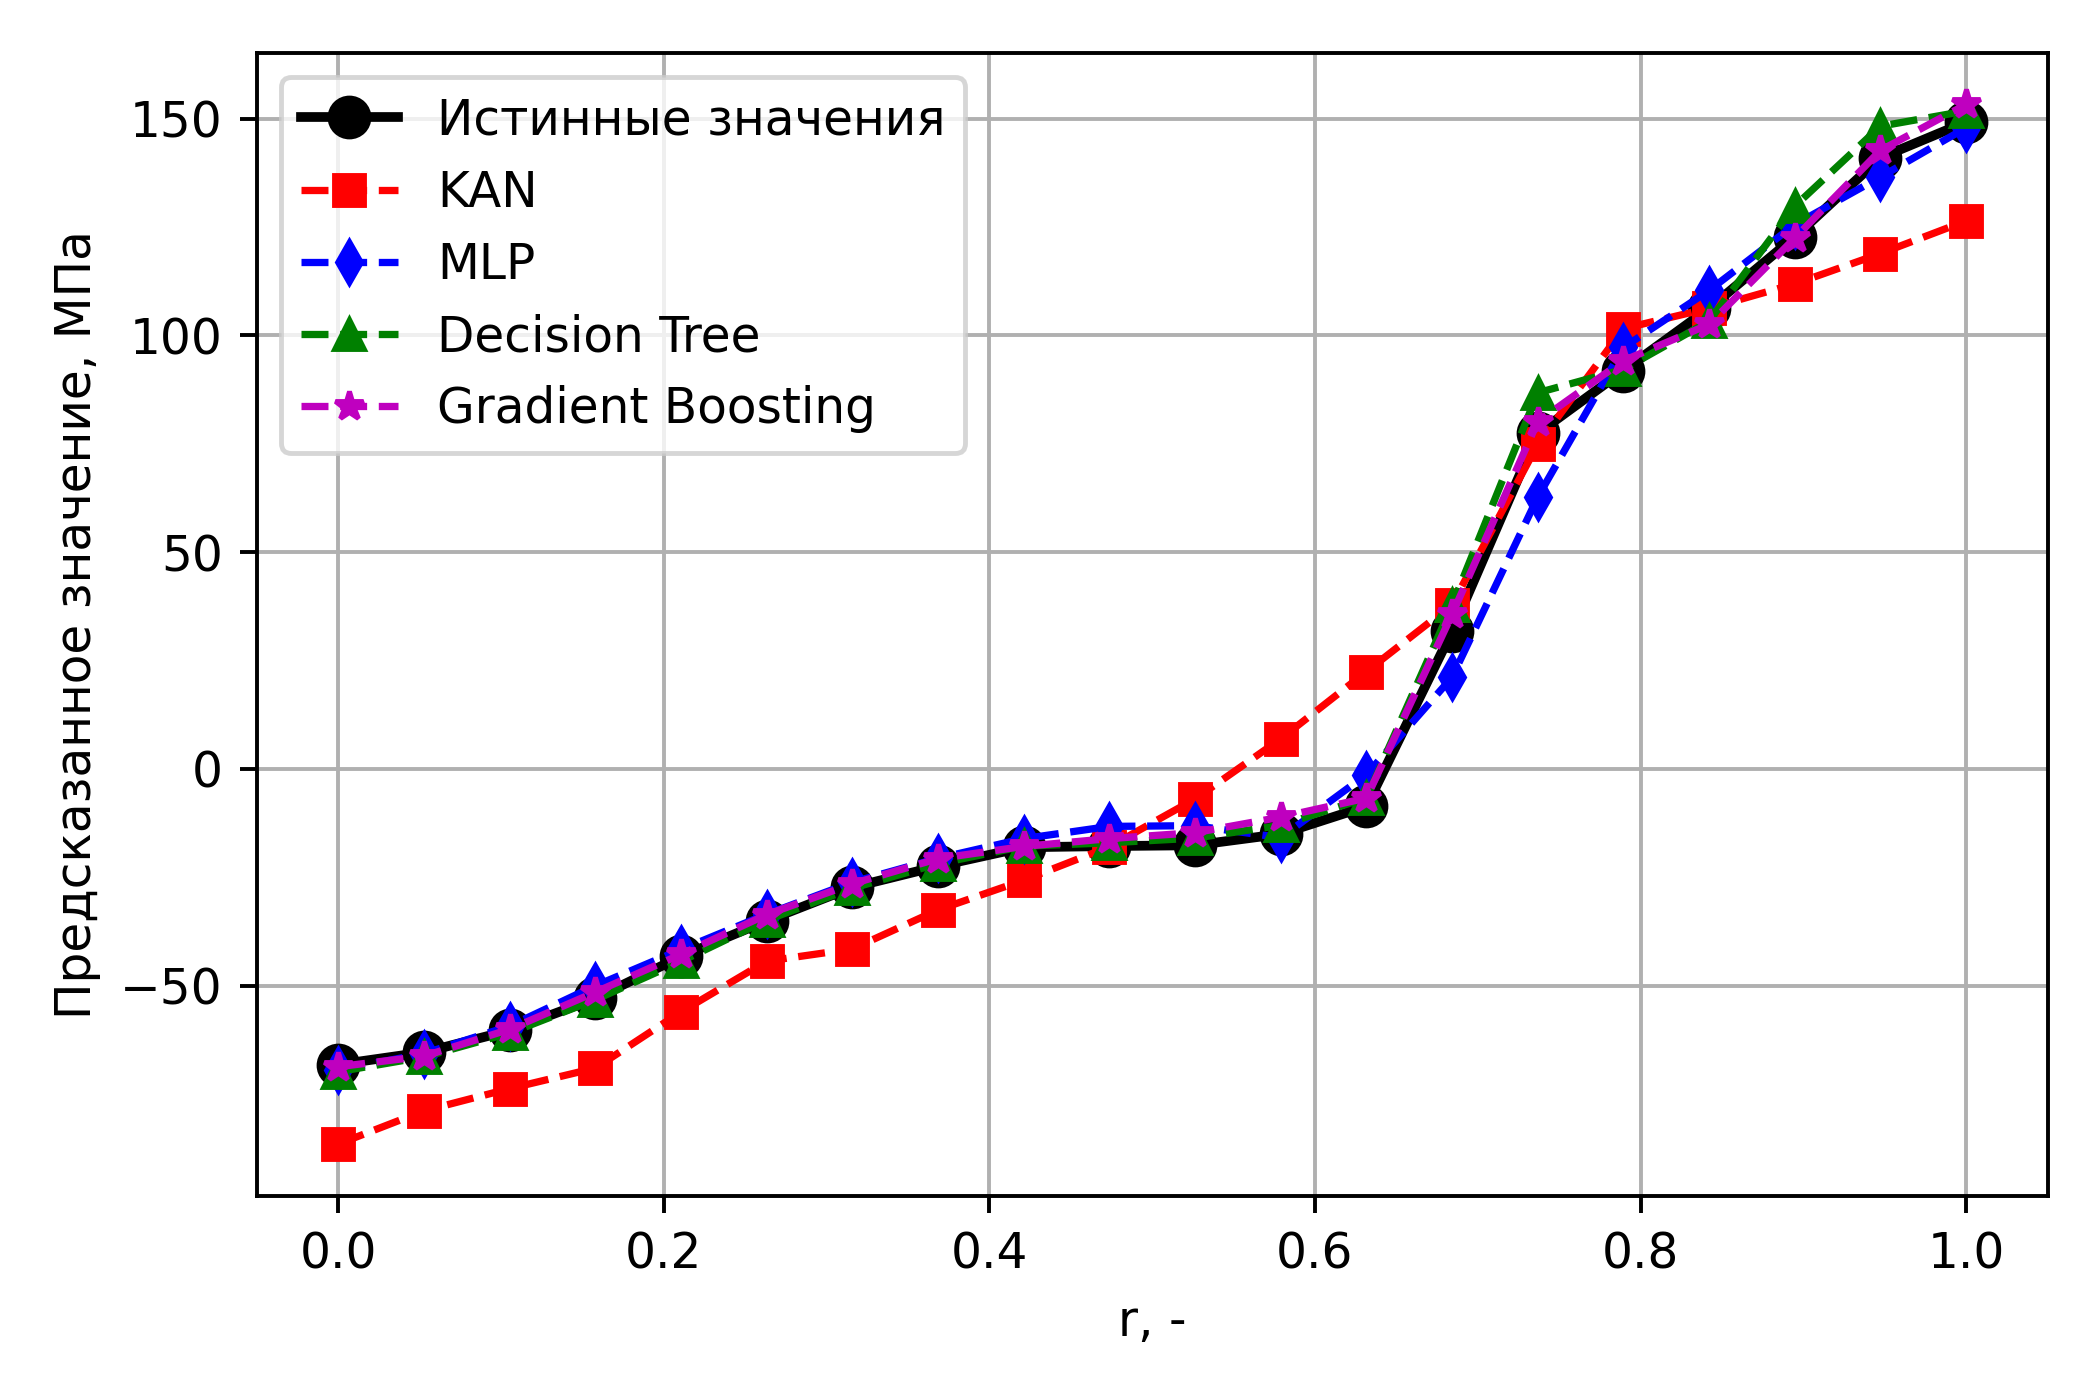 Истинные значения
KAN
MLP
Decision Tree
Gradient Boosting
Предсказанное значение, МПа
150
100
50
0
−50
0.0 0.2 0.4 0.6 0.8 1.0
r, -